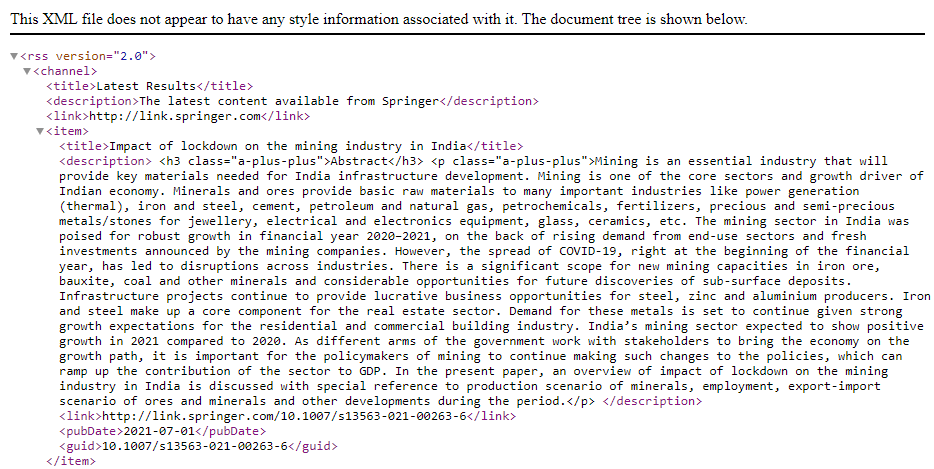 This XML file does not appear to have any style information associated with it. The document tree is shown below.
▼<rss version="2.0">
▼<channel>
<title>Latest Results</title>
<description>The latest content available from Springer</description>
<link>http://link.springer.com</link>
▼<item>
<title>Impact of lockdown on the mining industry in India</title>
<description> <h3 class="a-plus-plus">Abstract</h3> <p class="a-plus-plus">Mining is an essential industry that will
provide key materials needed for India infrastructure development. Mining is one of the core sectors and growth driver of
Indian economy. Minerals and ores provide basic raw materials to many important industries like power generation
(thermal), iron and steel, cement, petroleum and natural gas, petrochemicals, fertilizers, precious and semi-precious
metals/stones for jewellery, electrical and electronics equipment, glass, ceramics, etc. The mining sector in India was
poised for robust growth in financial year 2020–2021, on the back of rising demand from end-use sectors and fresh
investments announced by the mining companies. However, the spread of COVID-19, right at the beginning of the financial
year, has led to disruptions across industries. There is a significant scope for new mining capacities in iron ore,
bauxite, coal and other minerals and considerable opportunities for future discoveries of sub-surface deposits.
Infrastructure projects continue to provide lucrative business opportunities for steel, zinc and aluminium producers. Iron
and steel make up a core component for the real estate sector. Demand for these metals is set to continue given strong
growth expectations for the residential and commercial building industry. India’s mining sector expected to show positive
growth in 2021 compared to 2020. As different arms of the government work with stakeholders to bring the economy on the
growth path, it is important for the policymakers of mining to continue making such changes to the policies, which can
ramp up the contribution of the sector to GDP. In the present paper, an overview of impact of lockdown on the mining
industry in India is discussed with special reference to production scenario of minerals, employment, export-import
scenario of ores and minerals and other developments during the period.</p> </description>
<link>http://link.springer.com/10.1007/s13563-021-00263-6</link>
<pubDate>2021-07-01</pubDate>
<guid>10.1007/s13563-021-00263-6</guid>
</item>